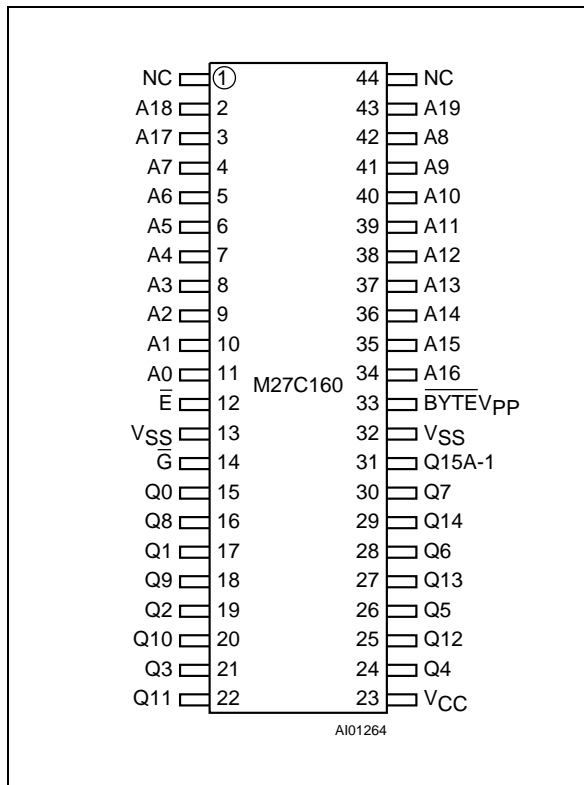 NC 1 44 NC
A18 2 43 A19
A17 3 42 A8
A7 4 41 A9
A6 5 40 A10
A5 6 39 A11
A4 7 38 A12
A3 8 37 A13
A2 9 36 A14
A1 10 35 A15
A0 11 34 A16
M27C160
E̅ 12 33 B̅Y̅T̅E̅VPP
VSS 13 32 VSS
G̅ 14 31 Q15A-1
Q0 15 30 Q7
Q8 16 29 Q14
Q1 17 28 Q6
Q9 18 27 Q13
Q2 19 26 Q5
Q10 20 25 Q12
Q3 21 24 Q4
Q11 22 23 VCC
AI01264